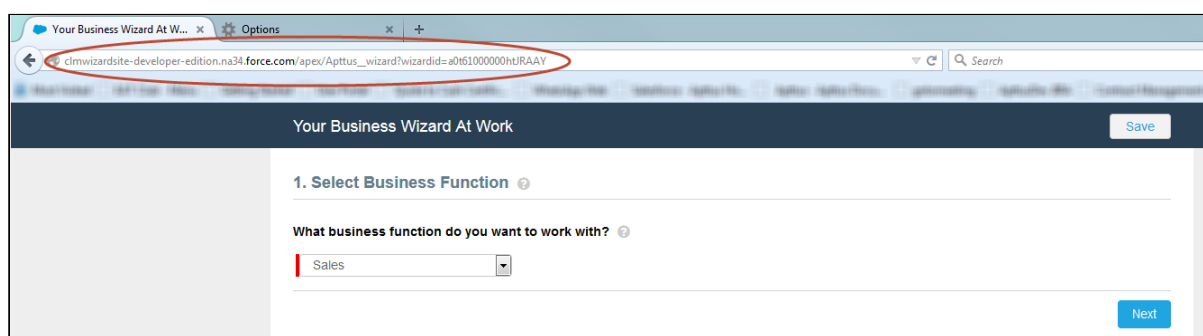 Your Business Wizard At W... × Options × +
clmwizardsite-developer-edition.na34.force.com/apex/Apttus__wizard?wizardid=a0t61000000htJRAAY Search
Your Business Wizard At Work Save
1. Select Business Function ?
What business function do you want to work with? ?
Sales
Next